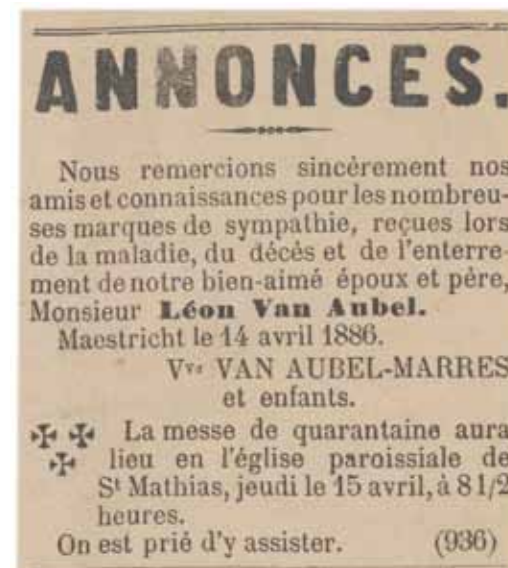 ANNONCES.
Nous remercions sincèrement nos
amis et connaissances pour les nombreu-
ses marques de sympathie, reçues lors
de la maladie, du décès et de l'enterre-
ment de notre bien-aimé époux et père,
Monsieur Léon Van Aubel.
Maestricht le 14 avril 1886.
Vve VAN AUBEL-MARRES
et enfants.
La messe de quarantaine aura
lieu en l'église paroissiale de
St Mathias, jeudi le 15 avril, à 8 1/2
heures.
On est prié d'y assister. (936)